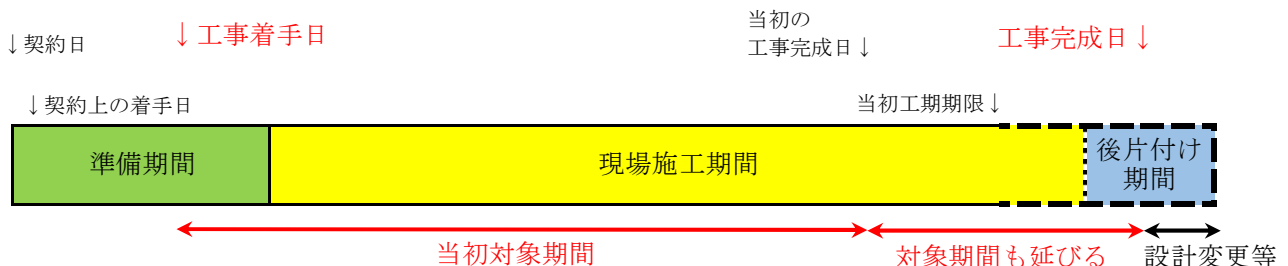 ↓契約日
↓工事着手日
当初の
工事完成日↓
工事完成日↓
↓契約上の着手日
当初工期期限↓
準備期間
現場施工期間
後片付け
期間
当初対象期間
対象期間も延びる
設計変更等